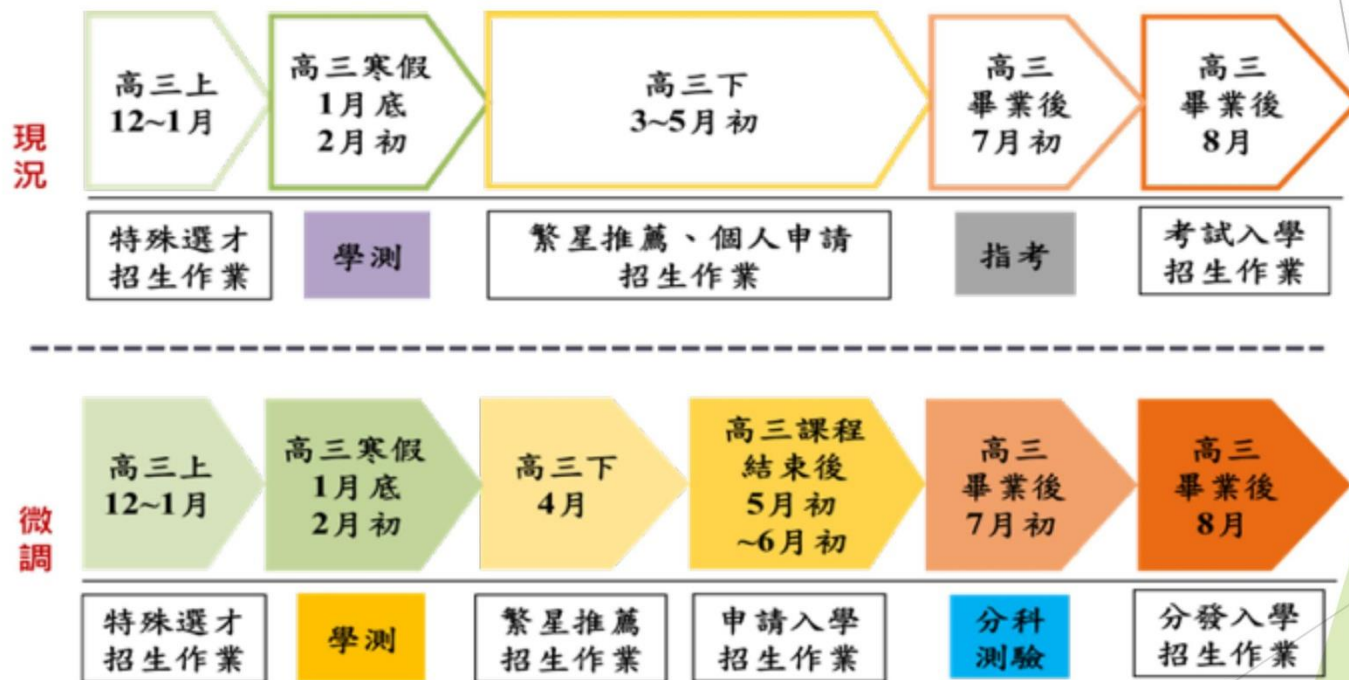 現況
高三上
12~1月
高三寒假
1月底
2月初
高三下
3~5月初
高三
畢業後
7月初
高三
畢業後
8月
特殊選才
招生作業
學測
繁星推薦、個人申請
招生作業
指考
考試入學
招生作業
微調
高三上
12~1月
高三寒假
1月底
2月初
高三下
4月
高三課程
結束後
5月初
~6月初
高三
畢業後
7月初
高三
畢業後
8月
特殊選才
招生作業
學測
繁星推薦
招生作業
申請入學
招生作業
分科
測驗
分發入學
招生作業